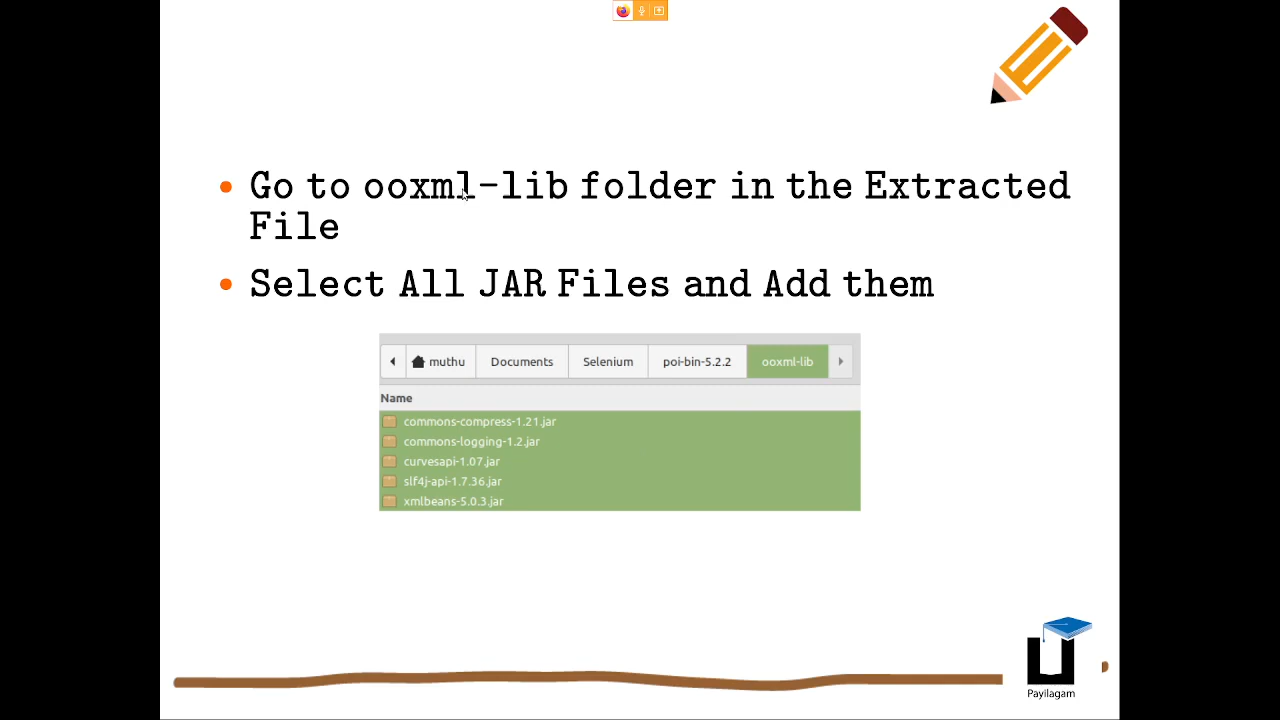 Go to ooxml-lib folder in the Extracted
File
Select All JAR Files and Add them
muthu Documents Selenium poi-bin-5.2.2 ooxml-lib
Name
commons-compress-1.21.jar
commons-logging-1.2.jar
curvesapi-1.07.jar
slf4j-api-1.7.36.jar
xmlbeans-5.0.3.jar
Payilagam